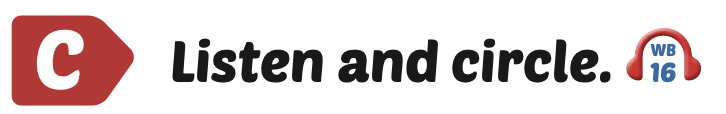 C Listen and circle. WB
16